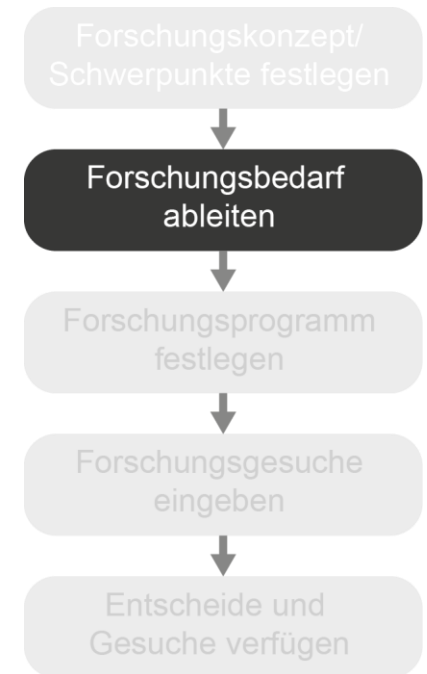 Forschungskonzept/
Schwerpunkte festlegen
Forschungsbedarf
ableiten
Forschungsprogramm
festlegen
Forschungsgesuche
eingeben
Entscheide und
Gesuche verfügen